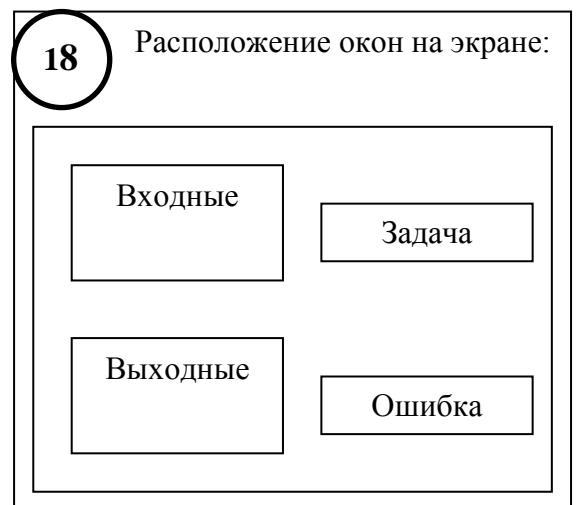 18
Расположение окон на экране:
Входные
Задача
Выходные
Ошибка